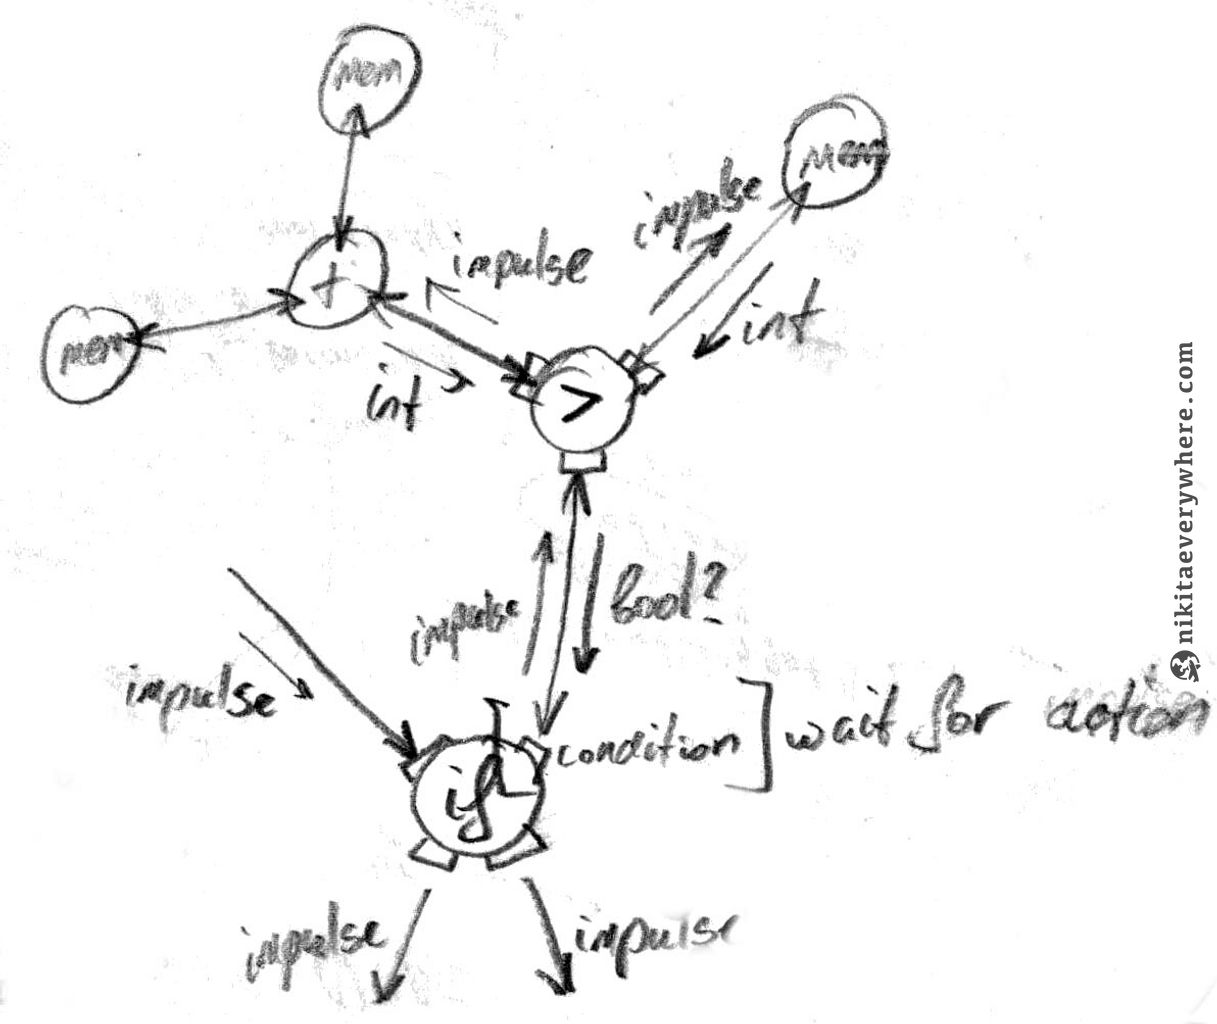 mem
mem
impulse
+
impulse
mem
int
int
>
impulse
bool?
impulse
condition] wait for action
if
impulse
impulse
nikitaeverywhere.com